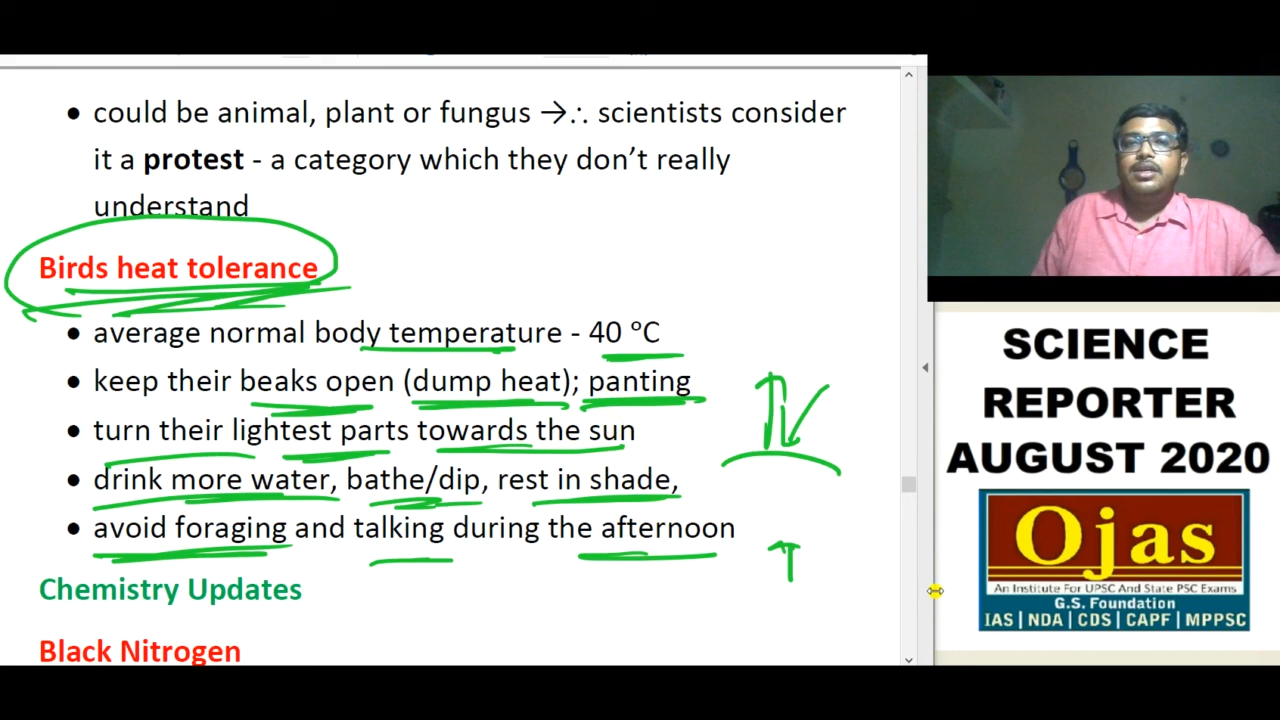 • could be animal, plant or fungus →∴ scientists consider
it a protest - a category which they don’t really
understand
Birds heat tolerance
• average normal body temperature - 40 °C
• keep their beaks open (dump heat); panting
• turn their lightest parts towards the sun
• drink more water, bathe/dip, rest in shade,
• avoid foraging and talking during the afternoon
Chemistry Updates
Black Nitrogen
SCIENCE
REPORTER
AUGUST 2020
Ojas
An Institute For UPSC And State PSC Exams
G.S. Foundation
IAS | NDA | CDS | CAPF | MPPSC